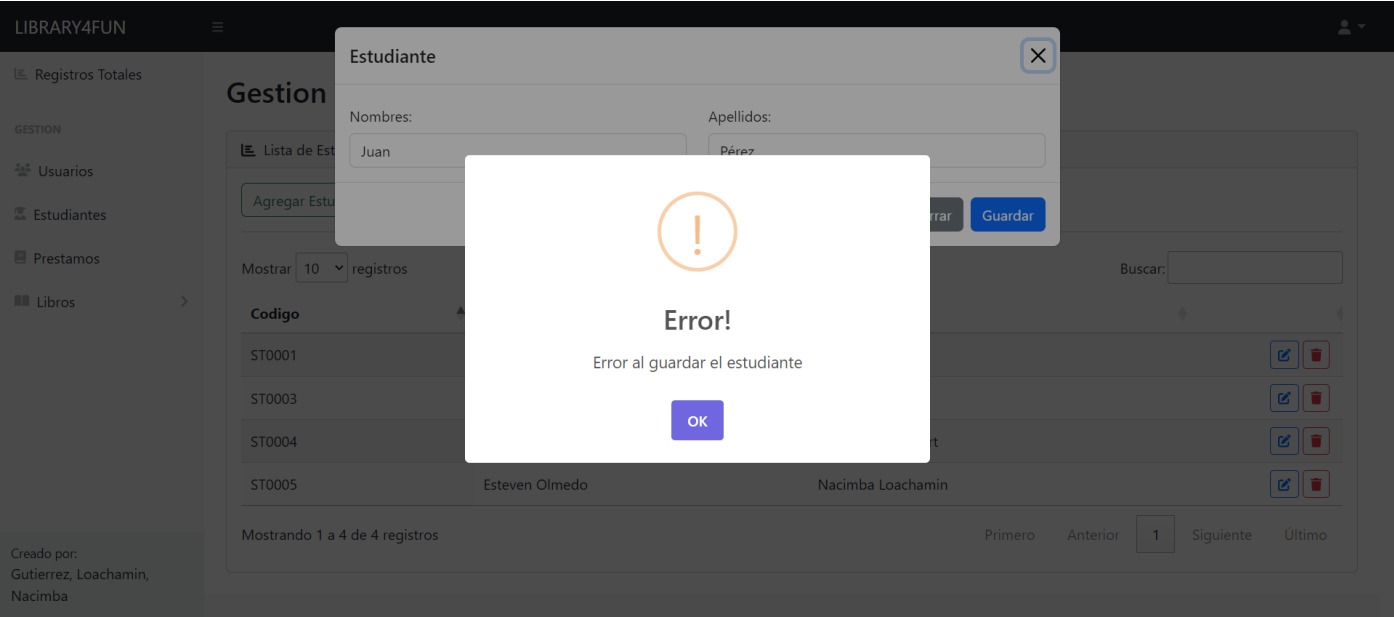 LIBRARY4FUN
Estudiante
Registros Totales
Gestion
Nombres:
Apellidos:
GESTION
Lista de Est
Juan
Pérez
Usuarios
Agregar Estu
rrar
Guardar
Estudiantes
!
Prestamos
Mostrar 10 registros
Buscar:
Libros
Codigo
Error!
ST0001
Error al guardar el estudiante
ST0003
OK
ST0004
rt
ST0005 Esteven Olmedo Nacimba Loachamin
Mostrando 1 a 4 de 4 registros
Primero Anterior 1 Siguiente Último
Creado por:
Gutierrez, Loachamin,
Nacimba